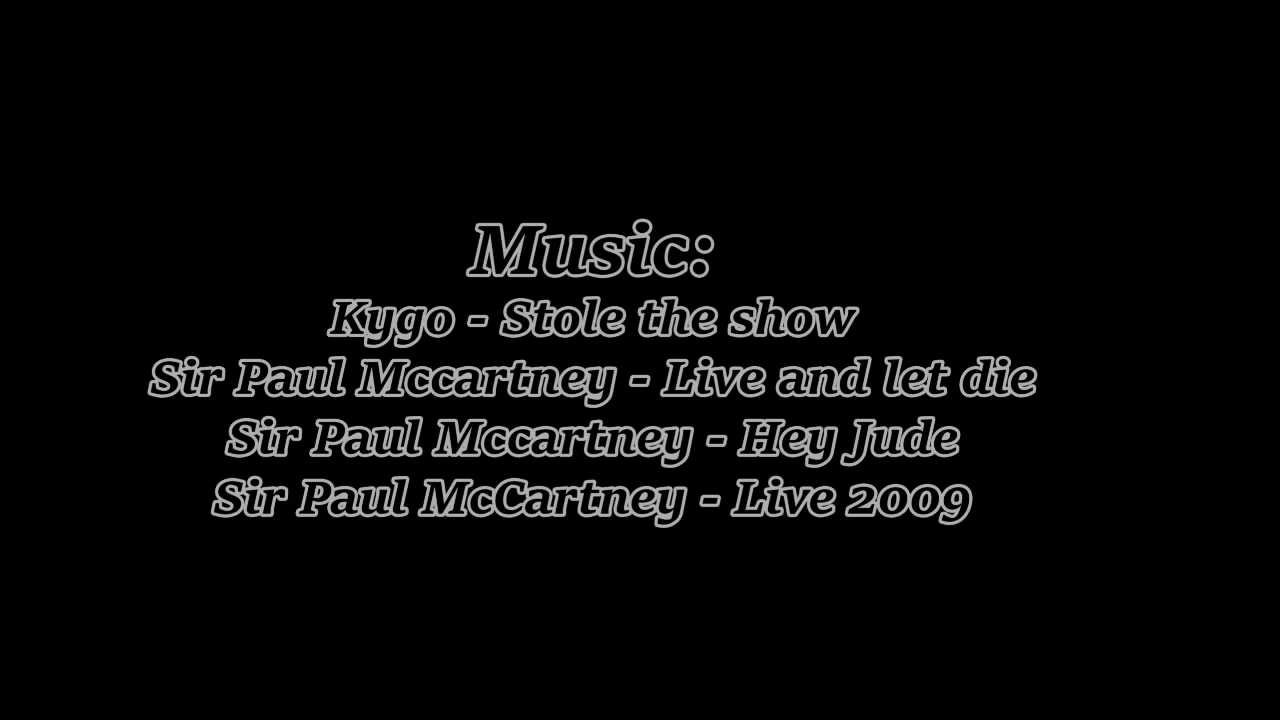 Music:
Kygo - Stole the show
Sir Paul Mccartney - Live and let die
Sir Paul Mccartney - Hey Jude
Sir Paul McCartney - Live 2009